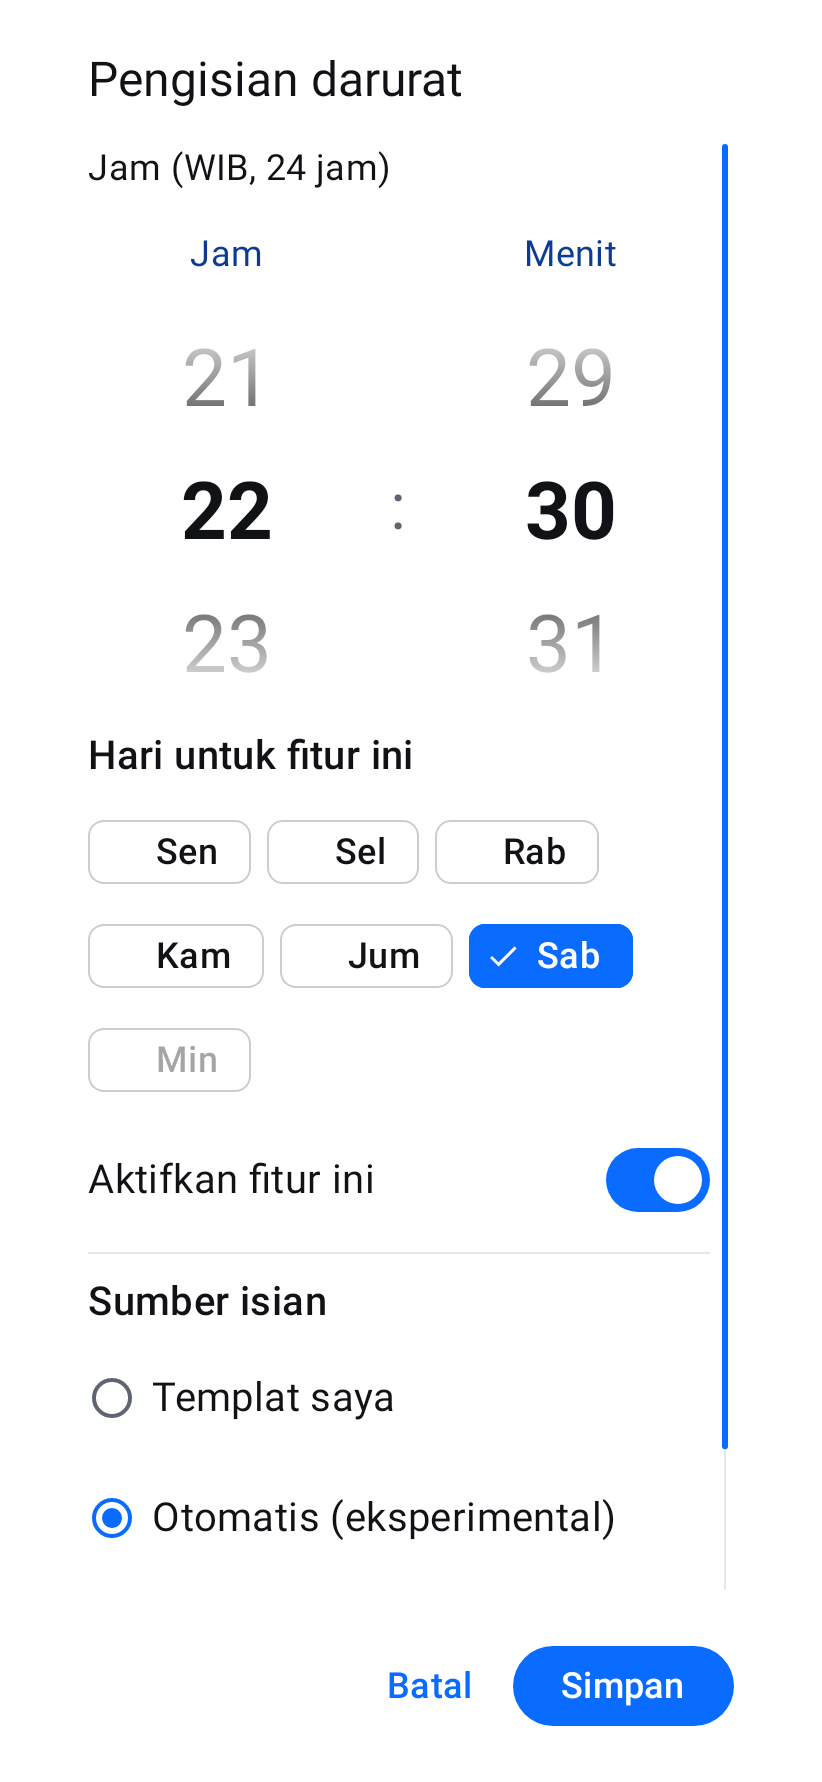 Pengisian darurat
Jam (WIB, 24 jam)
Jam Menit
21 29
22 : 30
23 31
Hari untuk fitur ini
Sen Sel Rab
Kam Jum Sab
Min
Aktifkan fitur ini
Sumber isian
Templat saya
Otomatis (eksperimental)
Batal Simpan